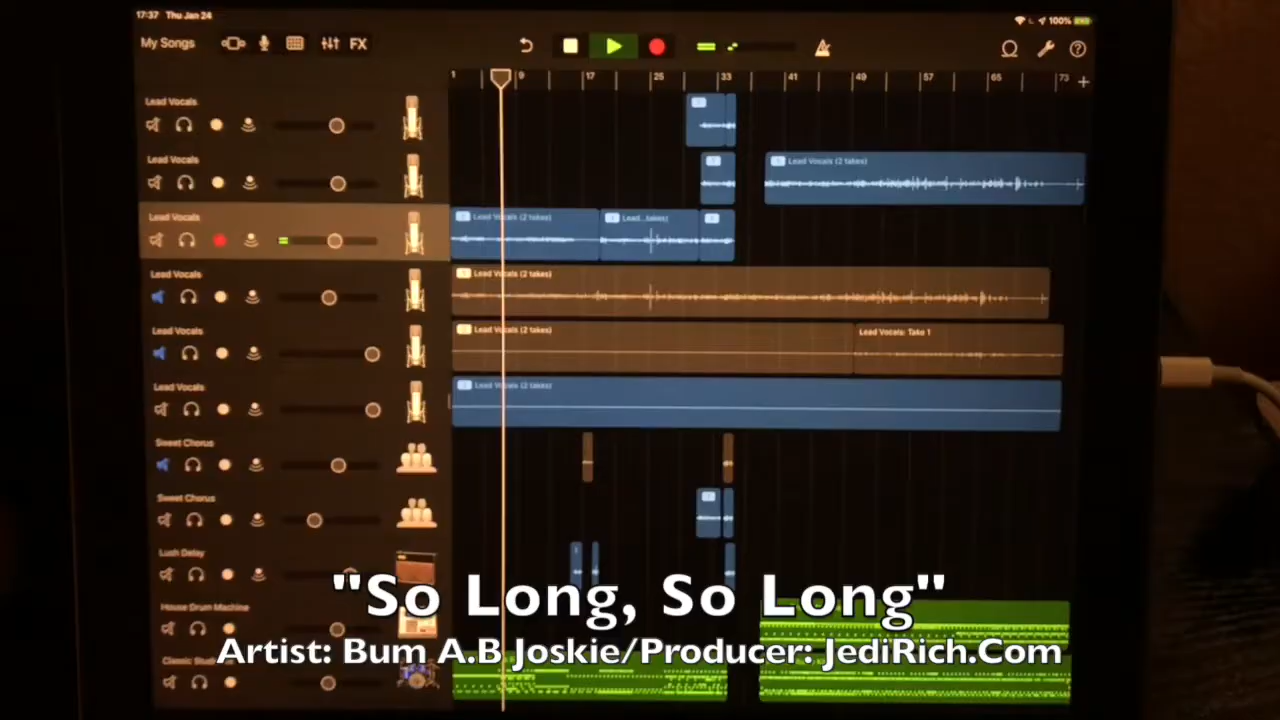 17:37 Thu Jan 24
100%
My Songs
FX
1 9 17 25 33 41 49 57 65 73
Lead Vocals
Lead Vocals
Lead Vocals (2 takes)
Lead Vocals
Lead Vocals (2 takes)
Lead...takes)
Lead Vocals
Lead Vocals (2 takes)
Lead Vocals
Lead Vocals (2 takes)
Lead Vocals: Take 1
Lead Vocals
Lead Vocals (2 takes)
Sweet Chorus
Sweet Chorus
Lush Delay
"So Long, So Long"
House Drum Machine
Artist: Bum A.B Joskie/Producer: JediRich.Com